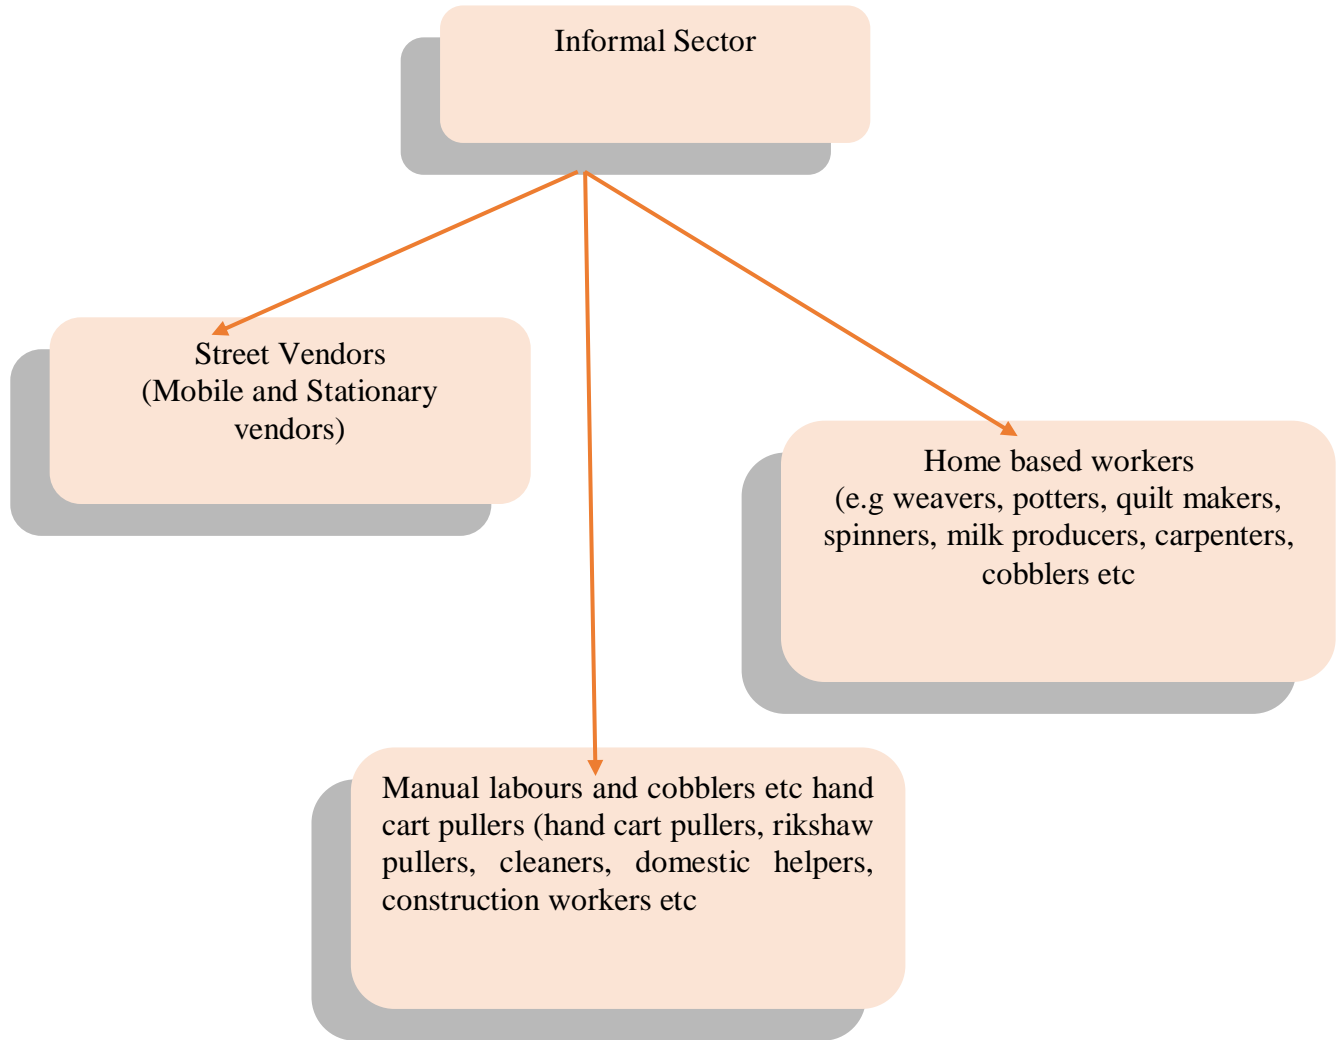 Informal Sector
Street Vendors
(Mobile and Stationary
vendors)
Home based workers
(e.g weavers, potters, quilt makers,
spinners, milk producers, carpenters,
cobblers etc
Manual labours and cobblers etc hand
cart pullers (hand cart pullers, rikshaw
pullers, cleaners, domestic helpers,
construction workers etc